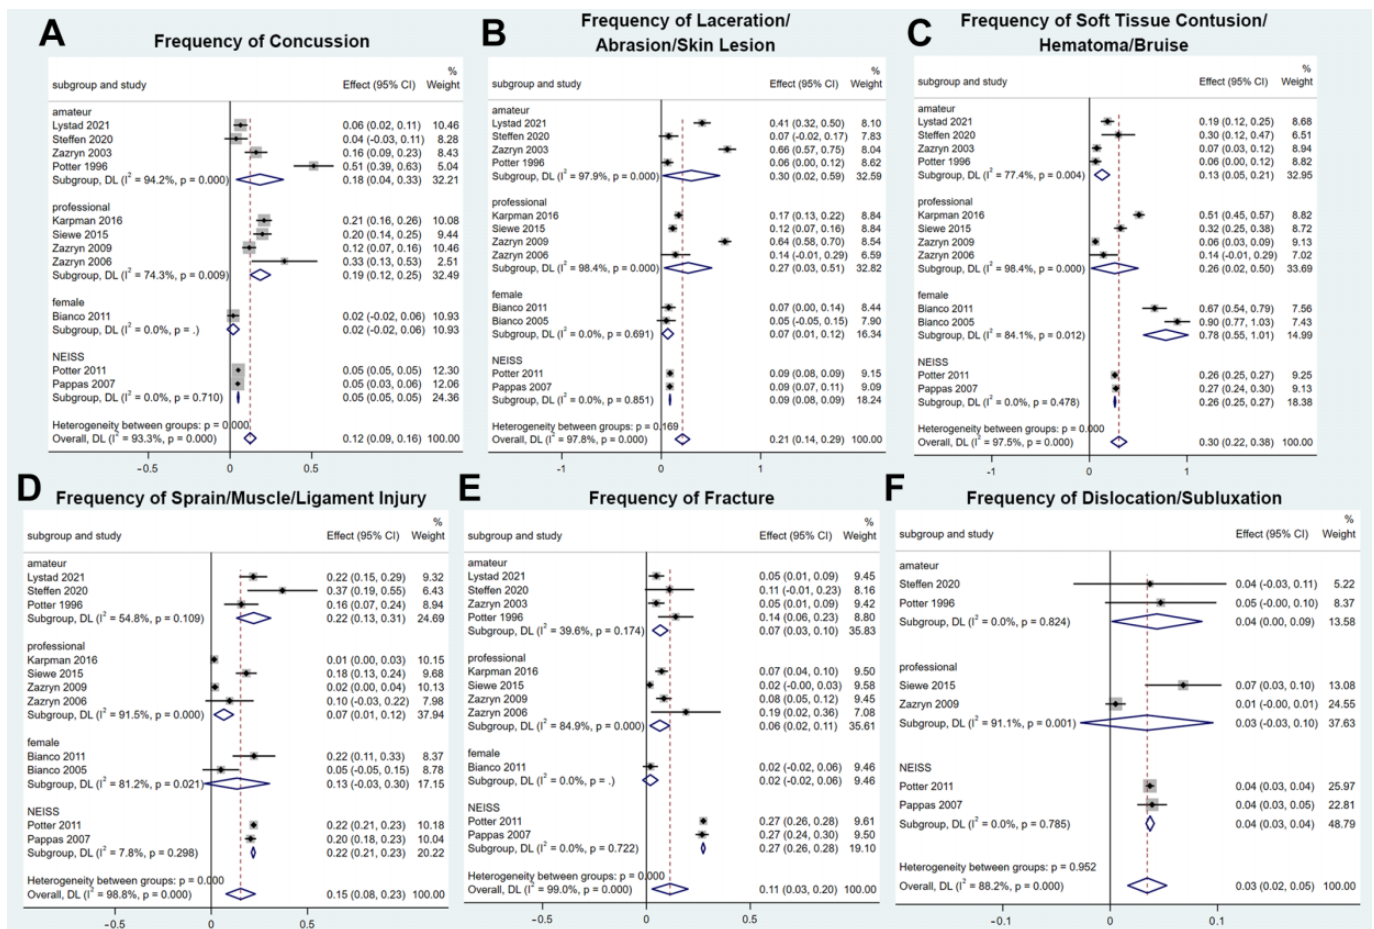 A
Frequency of Concussion
%
subgroup and study Effect (95% CI) Weight
amateur
Lystad 2021 0.06 (0.02, 0.11) 10.46
Steffen 2020 0.04 (-0.03, 0.11) 8.28
Zazryn 2003 0.16 (0.09, 0.23) 8.43
Potter 1996 0.51 (0.39, 0.63) 5.04
Subgroup, DL (I² = 94.2%, p = 0.000) 0.18 (0.04, 0.33) 32.21
professional
Karpman 2016 0.21 (0.16, 0.26) 10.08
Siewe 2015 0.20 (0.14, 0.25) 9.44
Zazryn 2009 0.12 (0.07, 0.16) 10.46
Zazryn 2006 0.33 (0.13, 0.53) 2.51
Subgroup, DL (I² = 74.3%, p = 0.009) 0.19 (0.12, 0.25) 32.49
female
Bianco 2011 0.02 (-0.02, 0.06) 10.93
Subgroup, DL (I² = 0.0%, p = .) 0.02 (-0.02, 0.06) 10.93
NEISS
Potter 2011 0.05 (0.05, 0.05) 12.30
Pappas 2007 0.05 (0.03, 0.06) 12.06
Subgroup, DL (I² = 0.0%, p = 0.710) 0.05 (0.05, 0.05) 24.36
Heterogeneity between groups: p = 0.000
Overall, DL (I² = 93.3%, p = 0.000) 0.12 (0.09, 0.16) 100.00
-0.5 0 0.5
B
Frequency of Laceration/
Abrasion/Skin Lesion
%
subgroup and study Effect (95% CI) Weight
amateur
Lystad 2021 0.41 (0.32, 0.50) 8.10
Steffen 2020 0.07 (-0.02, 0.17) 7.83
Zazryn 2003 0.66 (0.57, 0.75) 8.04
Potter 1996 0.06 (0.00, 0.12) 8.62
Subgroup, DL (I² = 97.9%, p = 0.000) 0.30 (0.02, 0.59) 32.59
professional
Karpman 2016 0.17 (0.13, 0.22) 8.84
Siewe 2015 0.12 (0.07, 0.16) 8.84
Zazryn 2009 0.64 (0.58, 0.70) 8.54
Zazryn 2006 0.14 (-0.01, 0.29) 6.59
Subgroup, DL (I² = 98.4%, p = 0.000) 0.27 (0.03, 0.51) 32.82
female
Bianco 2011 0.07 (0.00, 0.14) 8.44
Bianco 2005 0.05 (-0.05, 0.15) 7.90
Subgroup, DL (I² = 0.0%, p = 0.691) 0.07 (0.01, 0.12) 16.34
NEISS
Potter 2011 0.09 (0.08, 0.09) 9.15
Pappas 2007 0.09 (0.07, 0.11) 9.09
Subgroup, DL (I² = 0.0%, p = 0.851) 0.09 (0.08, 0.09) 18.24
Heterogeneity between groups: p = 0.169
Overall, DL (I² = 97.8%, p = 0.000) 0.21 (0.14, 0.29) 100.00
-1 0 1
C
Frequency of Soft Tissue Contusion/
Hematoma/Bruise
%
subgroup and study Effect (95% CI) Weight
amateur
Lystad 2021 0.19 (0.12, 0.25) 8.68
Steffen 2020 0.30 (0.12, 0.47) 6.51
Zazryn 2003 0.07 (0.03, 0.12) 8.94
Potter 1996 0.06 (0.00, 0.12) 8.82
Subgroup, DL (I² = 77.4%, p = 0.004) 0.13 (0.05, 0.21) 32.95
professional
Karpman 2016 0.51 (0.45, 0.57) 8.82
Siewe 2015 0.32 (0.25, 0.38) 8.72
Zazryn 2009 0.06 (0.03, 0.09) 9.13
Zazryn 2006 0.14 (-0.01, 0.29) 7.02
Subgroup, DL (I² = 98.4%, p = 0.000) 0.26 (0.02, 0.50) 33.69
female
Bianco 2011 0.67 (0.54, 0.79) 7.56
Bianco 2005 0.90 (0.77, 1.03) 7.43
Subgroup, DL (I² = 84.1%, p = 0.012) 0.78 (0.55, 1.01) 14.99
NEISS
Potter 2011 0.26 (0.25, 0.27) 9.25
Pappas 2007 0.27 (0.24, 0.30) 9.13
Subgroup, DL (I² = 0.0%, p = 0.478) 0.26 (0.25, 0.27) 18.38
Heterogeneity between groups: p = 0.000
Overall, DL (I² = 97.5%, p = 0.000) 0.30 (0.22, 0.38) 100.00
-1 0 1
D
Frequency of Sprain/Muscle/Ligament Injury
%
subgroup and study Effect (95% CI) Weight
amateur
Lystad 2021 0.22 (0.15, 0.29) 9.32
Steffen 2020 0.37 (0.19, 0.55) 6.43
Potter 1996 0.16 (0.07, 0.24) 8.94
Subgroup, DL (I² = 54.8%, p = 0.109) 0.22 (0.13, 0.31) 24.69
professional
Karpman 2016 0.01 (0.00, 0.03) 10.15
Siewe 2015 0.18 (0.13, 0.24) 9.68
Zazryn 2009 0.02 (0.00, 0.04) 10.13
Zazryn 2006 0.10 (-0.03, 0.22) 7.98
Subgroup, DL (I² = 91.5%, p = 0.000) 0.07 (0.01, 0.12) 37.94
female
Bianco 2011 0.22 (0.11, 0.33) 8.37
Bianco 2005 0.05 (-0.05, 0.15) 8.78
Subgroup, DL (I² = 81.2%, p = 0.021) 0.13 (-0.03, 0.30) 17.15
NEISS
Potter 2011 0.22 (0.21, 0.23) 10.18
Pappas 2007 0.20 (0.18, 0.23) 10.04
Subgroup, DL (I² = 7.8%, p = 0.298) 0.22 (0.21, 0.23) 20.22
Heterogeneity between groups: p = 0.000
Overall, DL (I² = 98.8%, p = 0.000) 0.15 (0.08, 0.23) 100.00
-0.5 0 0.5
E
Frequency of Fracture
%
subgroup and study Effect (95% CI) Weight
amateur
Lystad 2021 0.05 (0.01, 0.09) 9.45
Steffen 2020 0.11 (-0.01, 0.23) 8.16
Zazryn 2003 0.05 (0.01, 0.09) 9.42
Potter 1996 0.14 (0.06, 0.23) 8.80
Subgroup, DL (I² = 39.6%, p = 0.174) 0.07 (0.03, 0.10) 35.83
professional
Karpman 2016 0.07 (0.04, 0.10) 9.50
Siewe 2015 0.02 (-0.00, 0.03) 9.58
Zazryn 2009 0.08 (0.05, 0.12) 9.45
Zazryn 2006 0.19 (0.02, 0.36) 7.08
Subgroup, DL (I² = 84.9%, p = 0.000) 0.06 (0.02, 0.11) 35.61
female
Bianco 2011 0.02 (-0.02, 0.06) 9.46
Subgroup, DL (I² = 0.0%, p = .) 0.02 (-0.02, 0.06) 9.46
NEISS
Potter 2011 0.27 (0.26, 0.28) 9.61
Pappas 2007 0.27 (0.24, 0.30) 9.50
Subgroup, DL (I² = 0.0%, p = 0.722) 0.27 (0.26, 0.28) 19.10
Heterogeneity between groups: p = 0.000
Overall, DL (I² = 99.0%, p = 0.000) 0.11 (0.03, 0.20) 100.00
-0.5 0 0.5
F
Frequency of Dislocation/Subluxation
%
subgroup and study Effect (95% CI) Weight
amateur
Steffen 2020 0.04 (-0.03, 0.11) 5.22
Potter 1996 0.05 (-0.00, 0.10) 8.37
Subgroup, DL (I² = 0.0%, p = 0.824) 0.04 (0.00, 0.09) 13.58
professional
Siewe 2015 0.07 (0.03, 0.10) 13.08
Zazryn 2009 0.01 (-0.00, 0.01) 24.55
Subgroup, DL (I² = 91.1%, p = 0.001) 0.03 (-0.03, 0.10) 37.63
NEISS
Potter 2011 0.04 (0.03, 0.04) 25.97
Pappas 2007 0.04 (0.03, 0.05) 22.81
Subgroup, DL (I² = 0.0%, p = 0.785) 0.04 (0.03, 0.04) 48.79
Heterogeneity between groups: p = 0.952
Overall, DL (I² = 88.2%, p = 0.000) 0.03 (0.02, 0.05) 100.00
-0.1 0 0.1